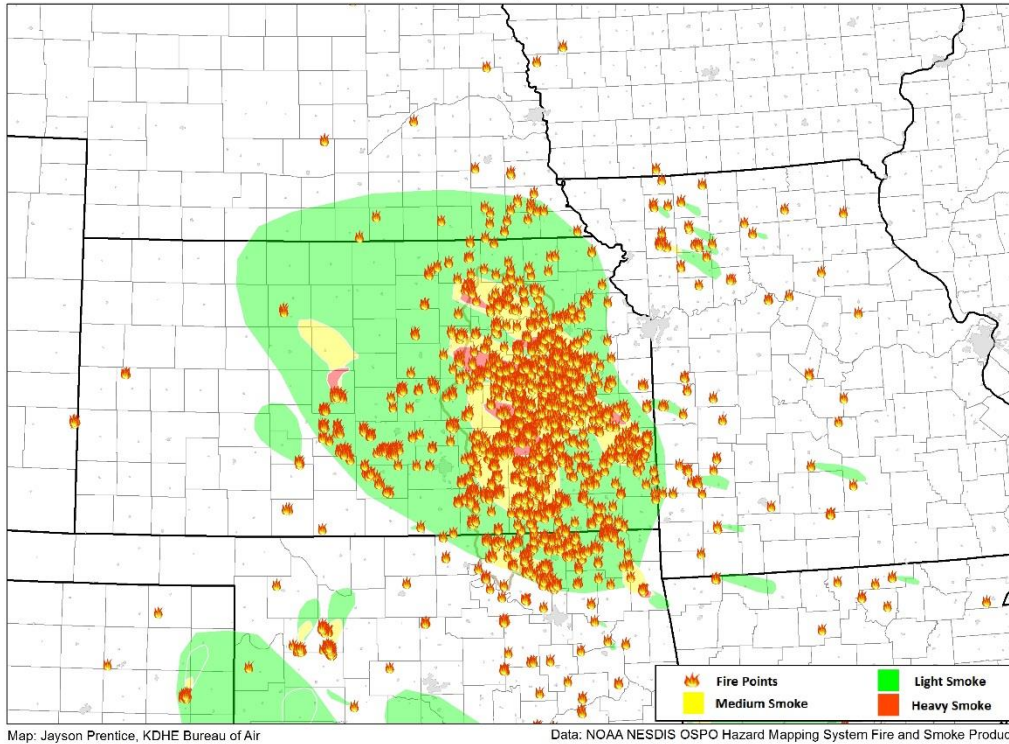 Fire Points
Light Smoke
Medium Smoke
Heavy Smoke
Map: Jayson Prentice, KDHE Bureau of Air
Data: NOAA NESDIS OSPO Hazard Mapping System Fire and Smoke Produc